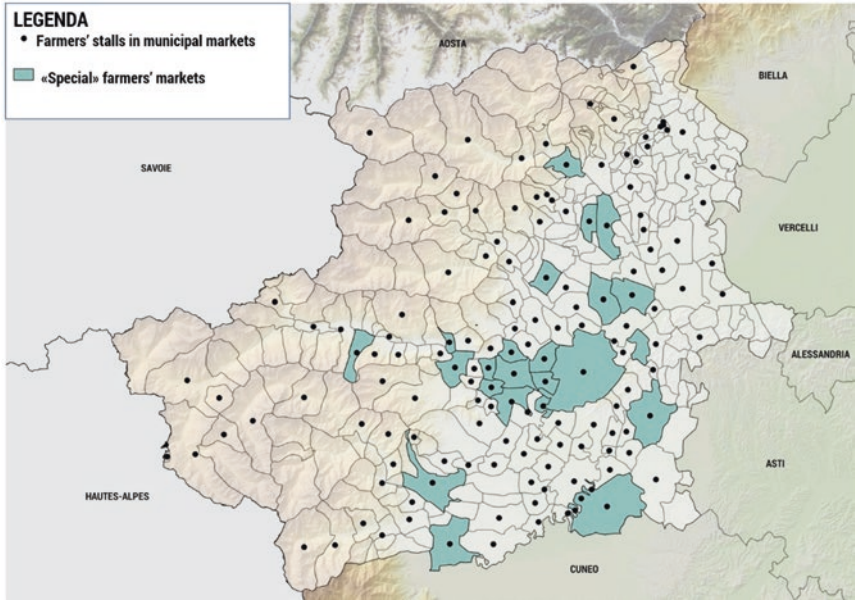 LEGENDA
Farmers' stalls in municipal markets
«Special» farmers' markets
AOSTA
BIELLA
SAVOIE
VERCELLI
ALESSANDRIA
ASTI
HAUTES-ALPES
CUNEO